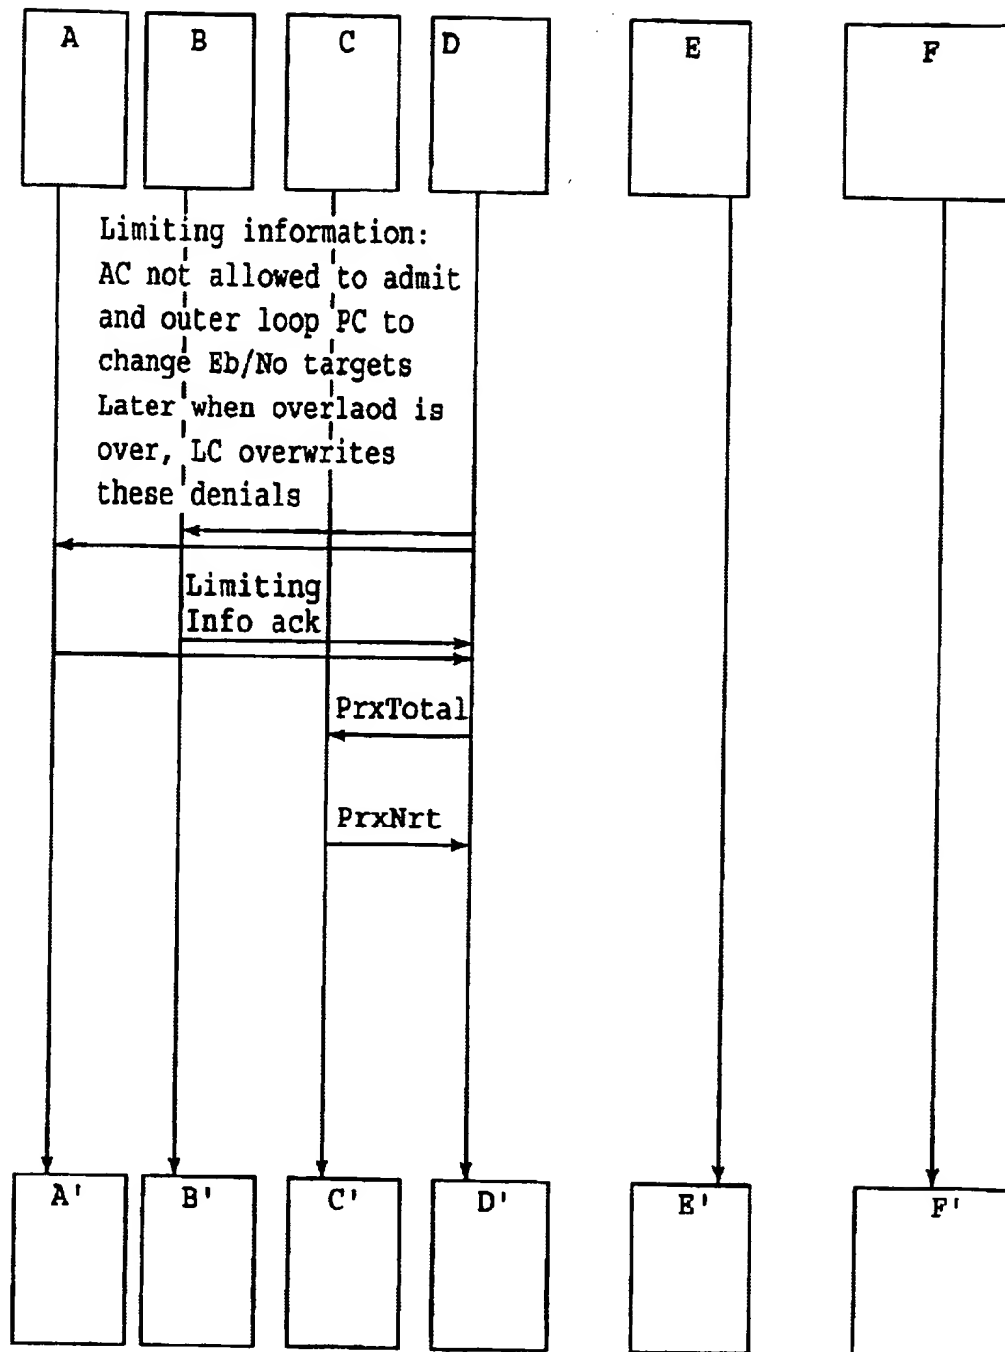 A
B
C
D
E
F
Limiting information:
AC not allowed to admit
and outer loop PC to
change Eb/No targets
Later when overlaod is
over, LC overwrites
these denials
Limiting
Info ack
PrxTotal
PrxNrt
A'
B'
C'
D'
E'
F'